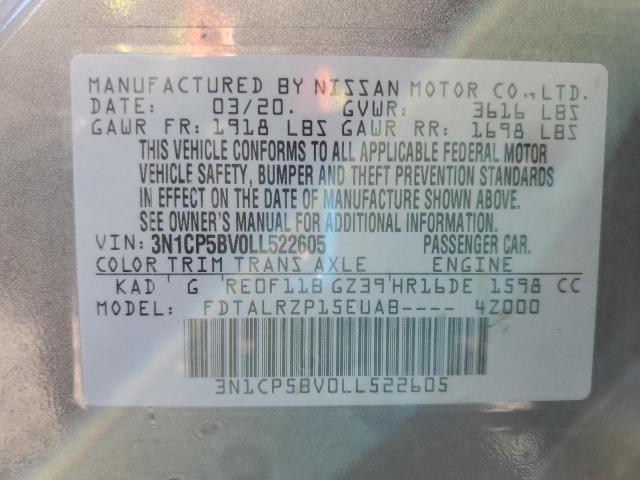 MANUFACTURED BY NISSAN MOTOR CO., LTD.
DATE: 03/20. GVWR: 3616 LBS
GAWR FR: 1918 LBS GAWR RR: 1698 LBS
THIS VEHICLE CONFORMS TO ALL APPLICABLE FEDERAL MOTOR
VEHICLE SAFETY, BUMPER AND THEFT PREVENTION STANDARDS
IN EFFECT ON THE DATE OF MANUFACTURE SHOWN ABOVE.
SEE OWNER'S MANUAL FOR ADDITIONAL INFORMATION.
VIN: 3N1CP5BV0LL522605 PASSENGER CAR.
COLOR TRIM TRANS AXLE ENGINE
KAD G RE0F11B GZ39 HR16DE 1598 CC
MODEL: FDTALRZP15EUAB---- 4Z000
3N1CP5BV0LL522605